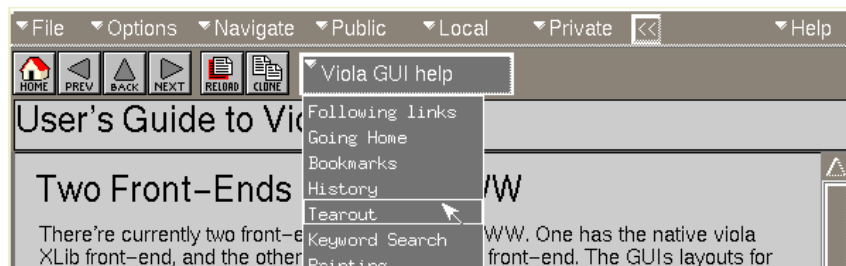 File Options Navigate Public Local Private << Help
HOME PREV BACK NEXT RELOAD CLONE Viola GUI help
User's Guide to Vio
Following links
Going Home
Bookmarks
History
Tearout
Keyword Search
Printing
Two Front-Ends WW
There're currently two front-e WW. One has the native viola
XLib front-end, and the other front-end. The GUIs layouts for